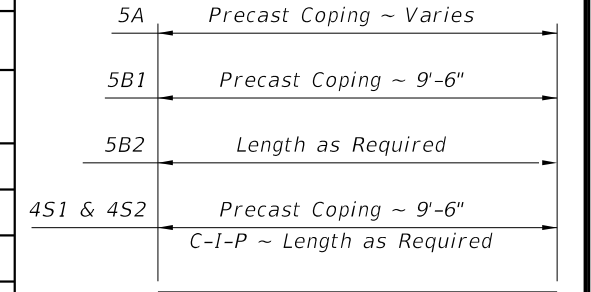 5A Precast Coping ~ Varies
5B1 Precast Coping ~ 9'-6"
5B2 Length as Required
4S1 & 4S2 Precast Coping ~ 9'-6"
C-I-P ~ Length as Required